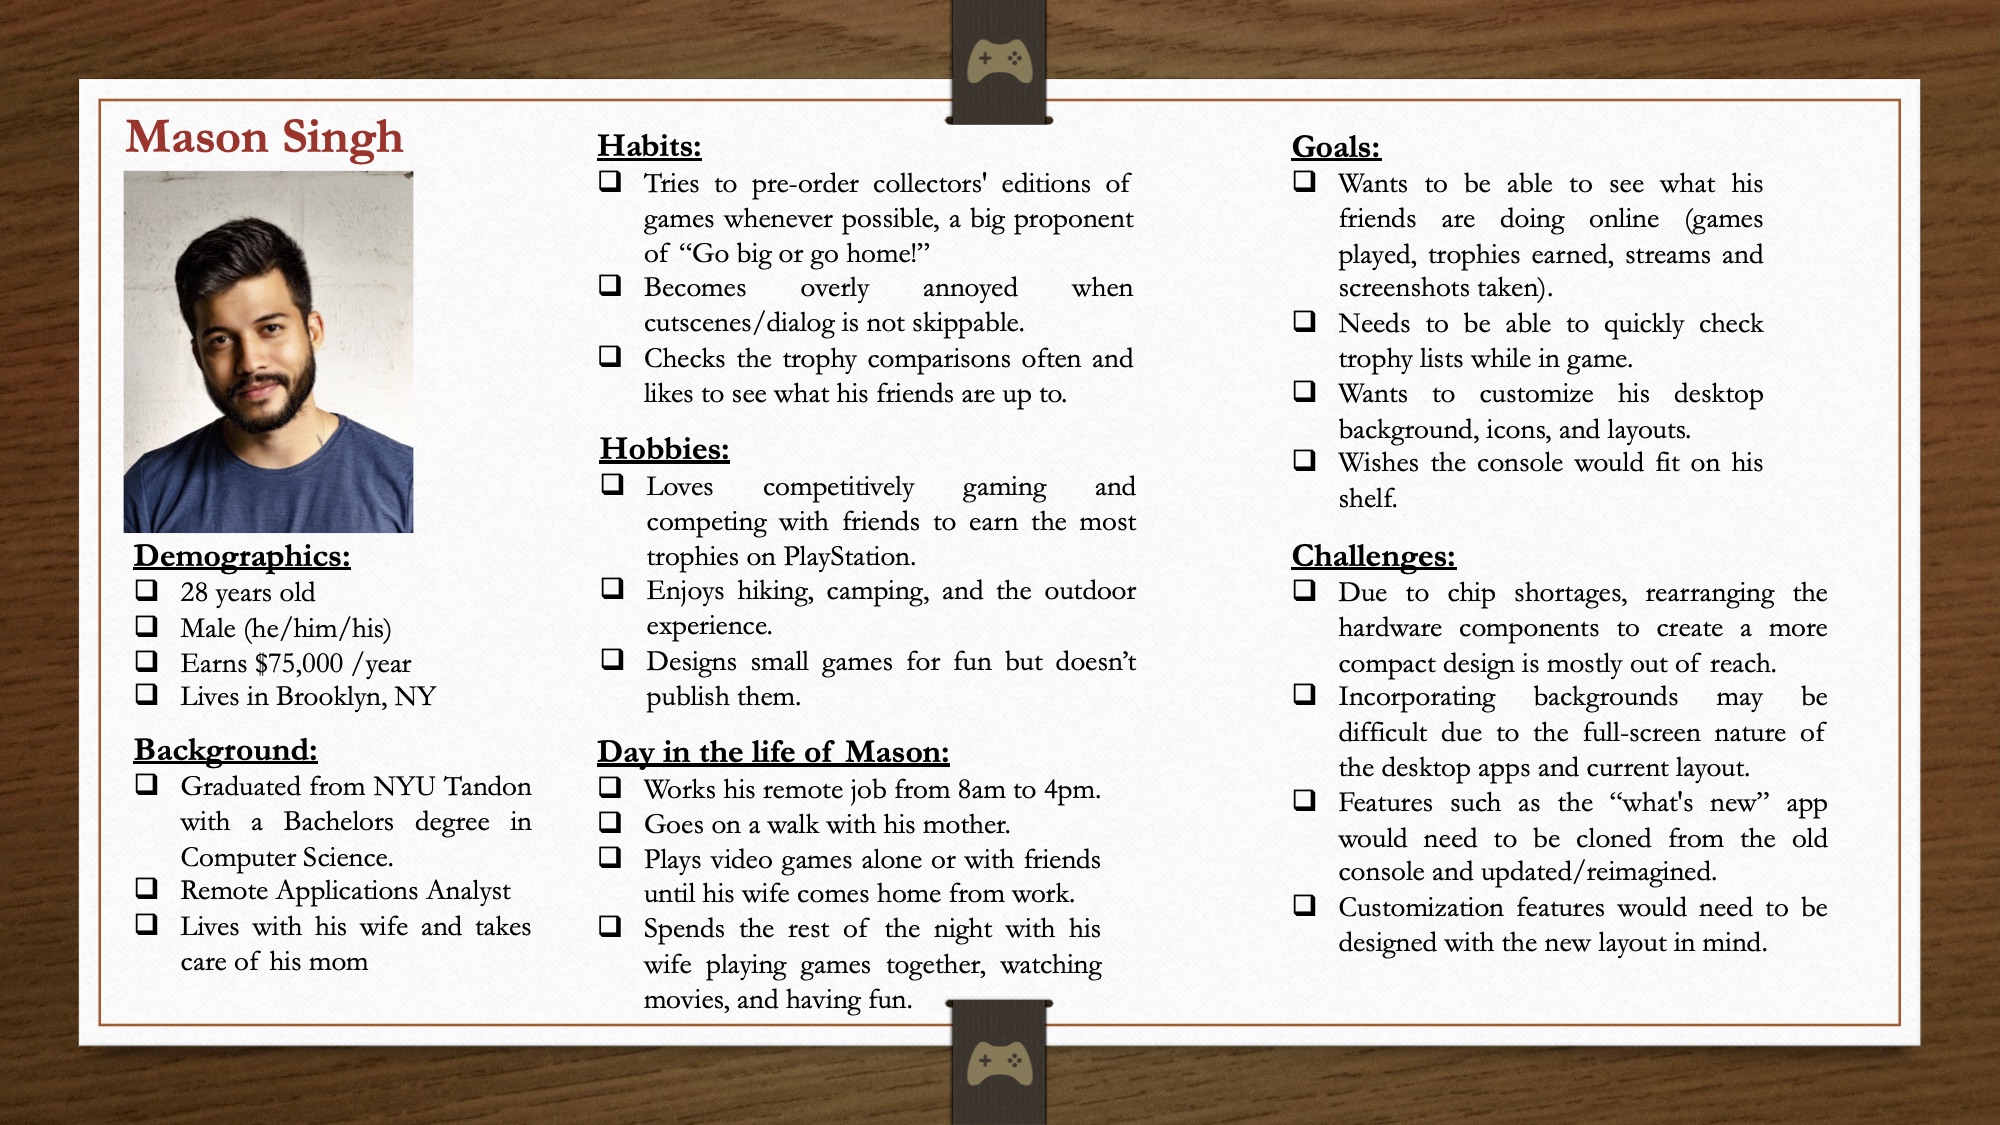 Mason Singh
Demographics:
28 years old
Male (he/him/his)
Earns $75,000 /year
Lives in Brooklyn, NY
Background:
Graduated from NYU Tandon
with a Bachelors degree in
Computer Science.
Remote Applications Analyst
Lives with his wife and takes
care of his mom
Habits:
Tries to pre-order collectors' editions of
games whenever possible, a big proponent
of “Go big or go home!”
Becomes overly annoyed when
cutscenes/dialog is not skippable.
Checks the trophy comparisons often and
likes to see what his friends are up to.
Hobbies:
Loves competitively gaming and
competing with friends to earn the most
trophies on PlayStation.
Enjoys hiking, camping, and the outdoor
experience.
Designs small games for fun but doesn’t
publish them.
Day in the life of Mason:
Works his remote job from 8am to 4pm.
Goes on a walk with his mother.
Plays video games alone or with friends
until his wife comes home from work.
Spends the rest of the night with his
wife playing games together, watching
movies, and having fun.
Goals:
Wants to be able to see what his
friends are doing online (games
played, trophies earned, streams and
screenshots taken).
Needs to be able to quickly check
trophy lists while in game.
Wants to customize his desktop
background, icons, and layouts.
Wishes the console would fit on his
shelf.
Challenges:
Due to chip shortages, rearranging the
hardware components to create a more
compact design is mostly out of reach.
Incorporating backgrounds may be
difficult due to the full-screen nature of
the desktop apps and current layout.
Features such as the “what's new” app
would need to be cloned from the old
console and updated/reimagined.
Customization features would need to be
designed with the new layout in mind.